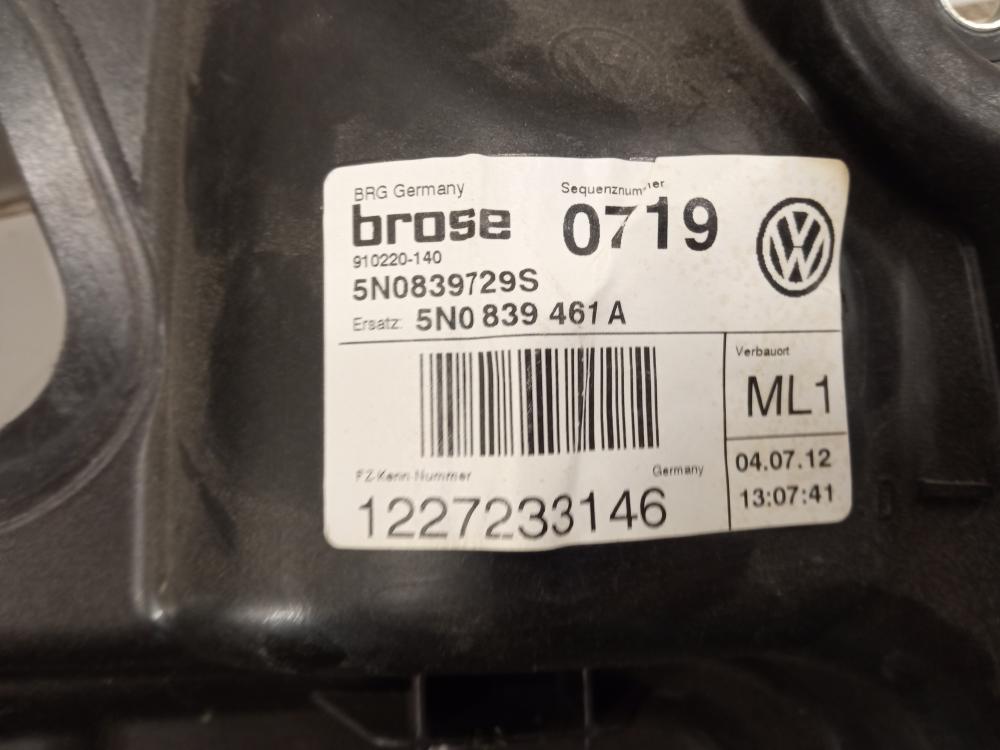 BRG Germany
Sequenznummer
brose
0719
910220-140
5N0839729S
Ersatz: 5N0 839 461 A
Verbauort
ML1
FZ-Kenn-Nummer
Germany
04.07.12
1227233146
13:07:41